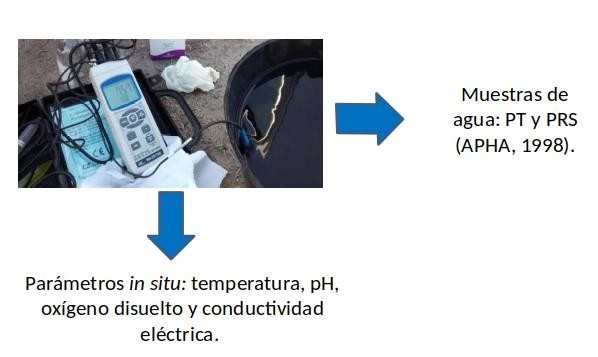 Muestras de
agua: PT y PRS
(APHA, 1998).
Parámetros in situ: temperatura, pH,
oxígeno disuelto y conductividad
eléctrica.